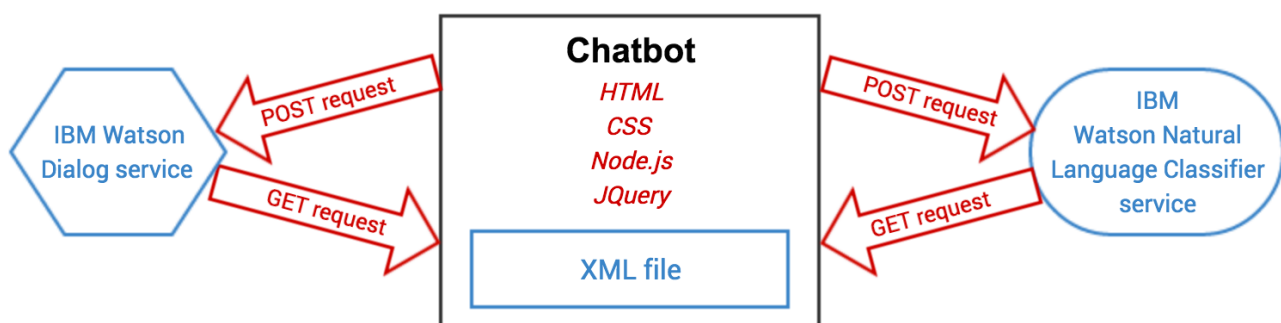 Chatbot
HTML
CSS
Node.js
JQuery
XML file
IBM Watson
Dialog service
POST request
GET request
POST request
GET request
IBM
Watson Natural
Language Classifier
service